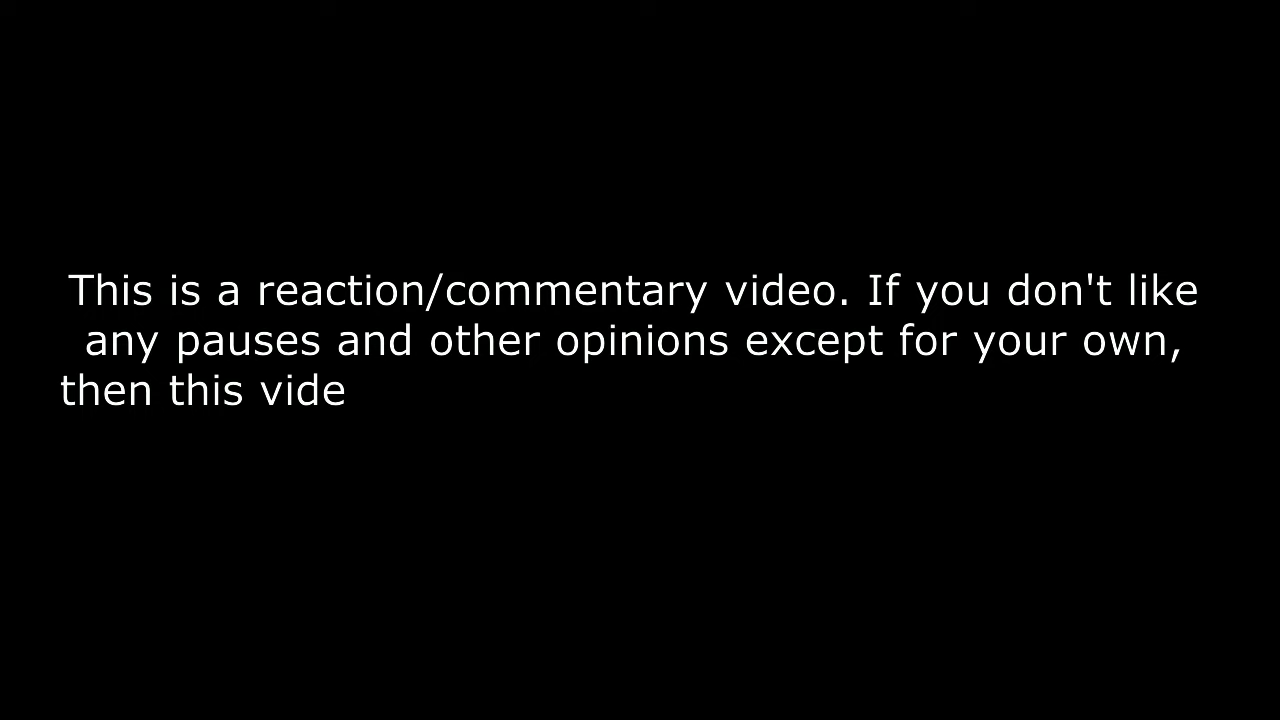 This is a reaction/commentary video. If you don't like
any pauses and other opinions except for your own,
then this vide